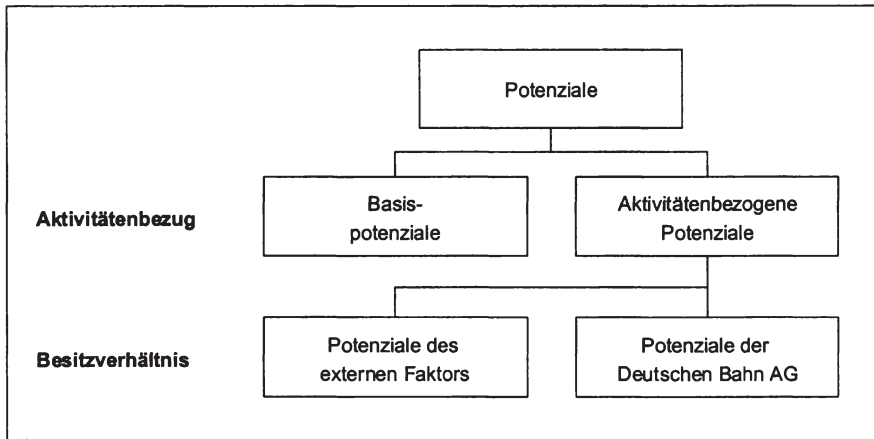 Potenziale
Aktivitätenbezug
Basis-
potenziale
Aktivitätenbezogene
Potenziale
Besitzverhältnis
Potenziale des
externen Faktors
Potenziale der
Deutschen Bahn AG